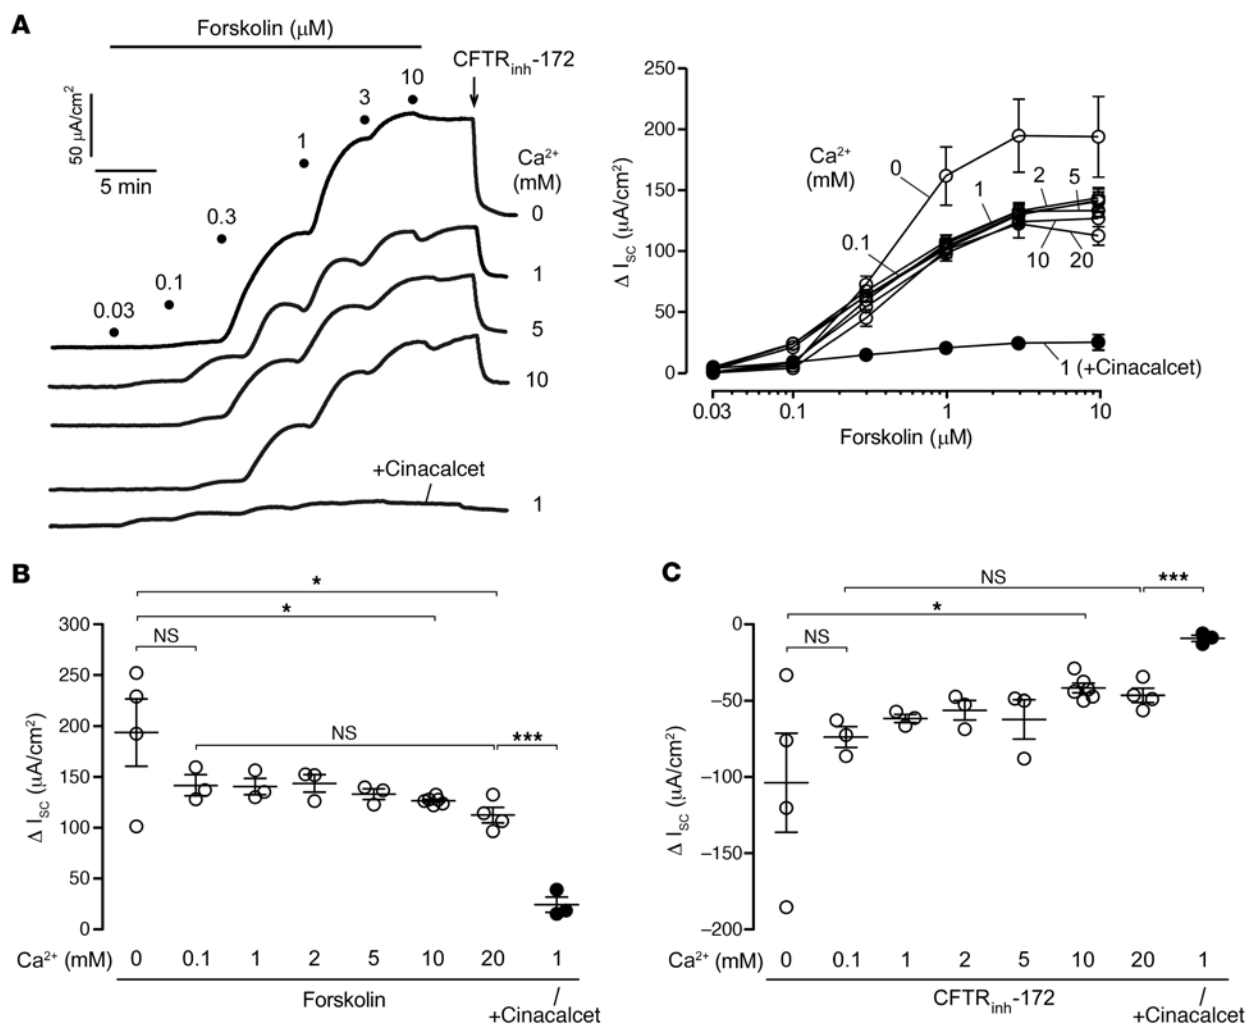 A
Forskolin (μM)
CFTRinh-172
10
3
1
0.3
0.1
0.03
50 μA/cm²
5 min
Ca²⁺
(mM)
0
1
5
10
+Cinacalcet
1
250
200
150
100
50
0
Δ ISC (μA/cm²)
Ca²⁺
(mM)
0
0.1
1
2
5
10
20
1 (+Cinacalcet)
0.03
0.1
1
10
Forskolin (μM)
B
*
*
NS
NS
***
300
250
200
150
100
50
0
Δ ISC (μA/cm²)
Ca²⁺ (mM) 0 0.1 1 2 5 10 20 1
Forskolin
/
+Cinacalcet
C
NS
***
*
NS
0
−50
−100
−150
−200
Δ ISC (μA/cm²)
Ca²⁺ (mM) 0 0.1 1 2 5 10 20 1
CFTRinh-172
/
+Cinacalcet